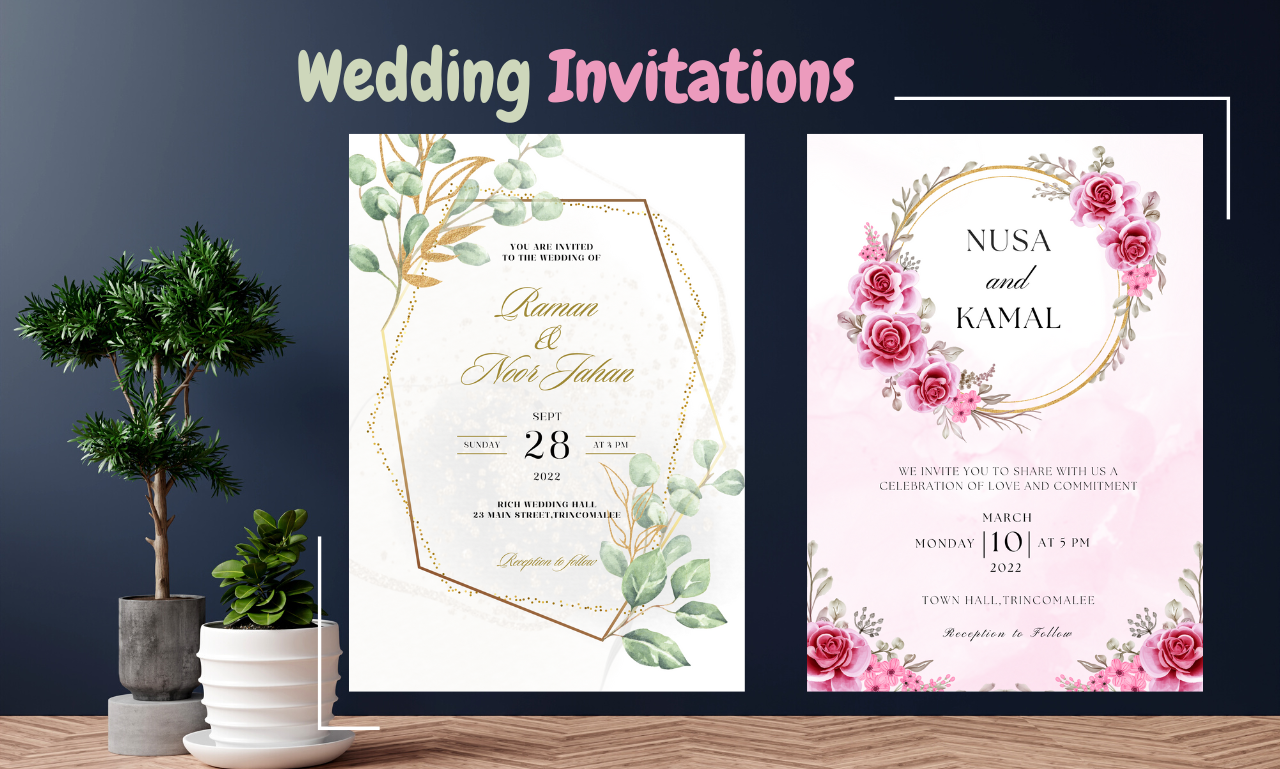 Wedding Invitations
YOU ARE INVITED
TO THE WEDDING OF
Raman
&
Noor Jahan
SEPT
SUNDAY 28 AT 4 PM
2022
RICH WEDDING HALL
23 MAIN STREET,TRINCOMALEE
Reception to follow
NUSA
and
KAMAL
WE INVITE YOU TO SHARE WITH US A
CELEBRATION OF LOVE AND COMMITMENT
MARCH
MONDAY |10| AT 5 PM
2022
TOWN HALL,TRINCOMALEE
Reception to Follow